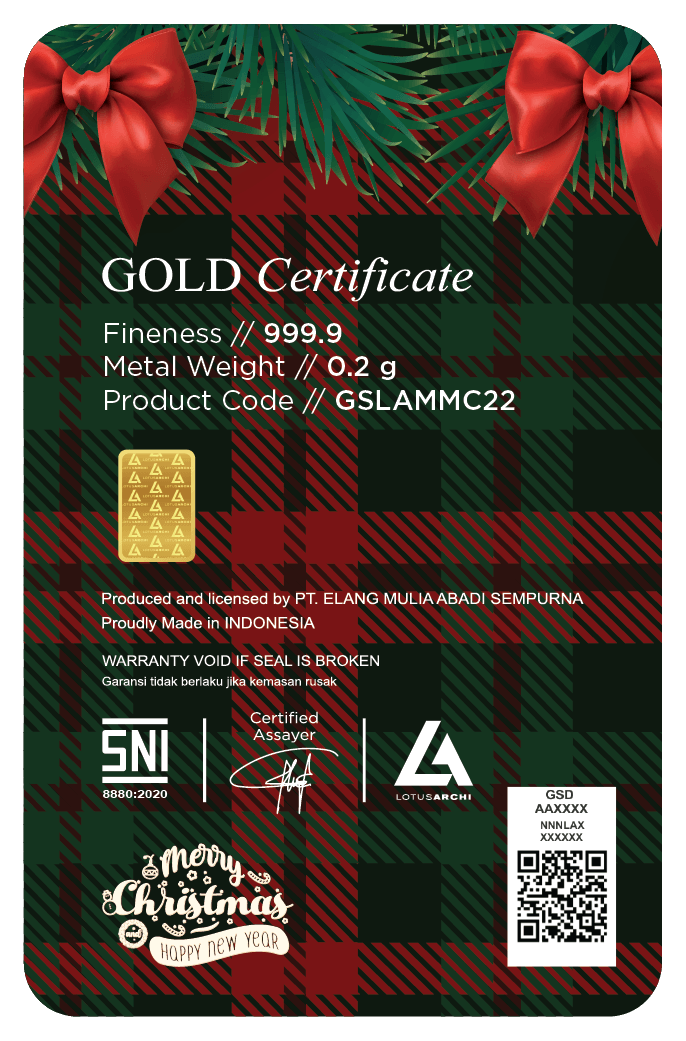 GOLD Certificate
Fineness // 999.9
Metal Weight // 0.2 g
Product Code // GSLAMMC22
Produced and licensed by PT. ELANG MULIA ABADI SEMPURNA
Proudly Made in INDONESIA
WARRANTY VOID IF SEAL IS BROKEN
Garansi tidak berlaku jika kemasan rusak
SNI
8880:2020
Certified
Assayer
LOTUSARCHI
GSD
AAXXXX
NNNLAX
XXXXXX
Merry
Christmas
and
HAPPY NEW YEAR